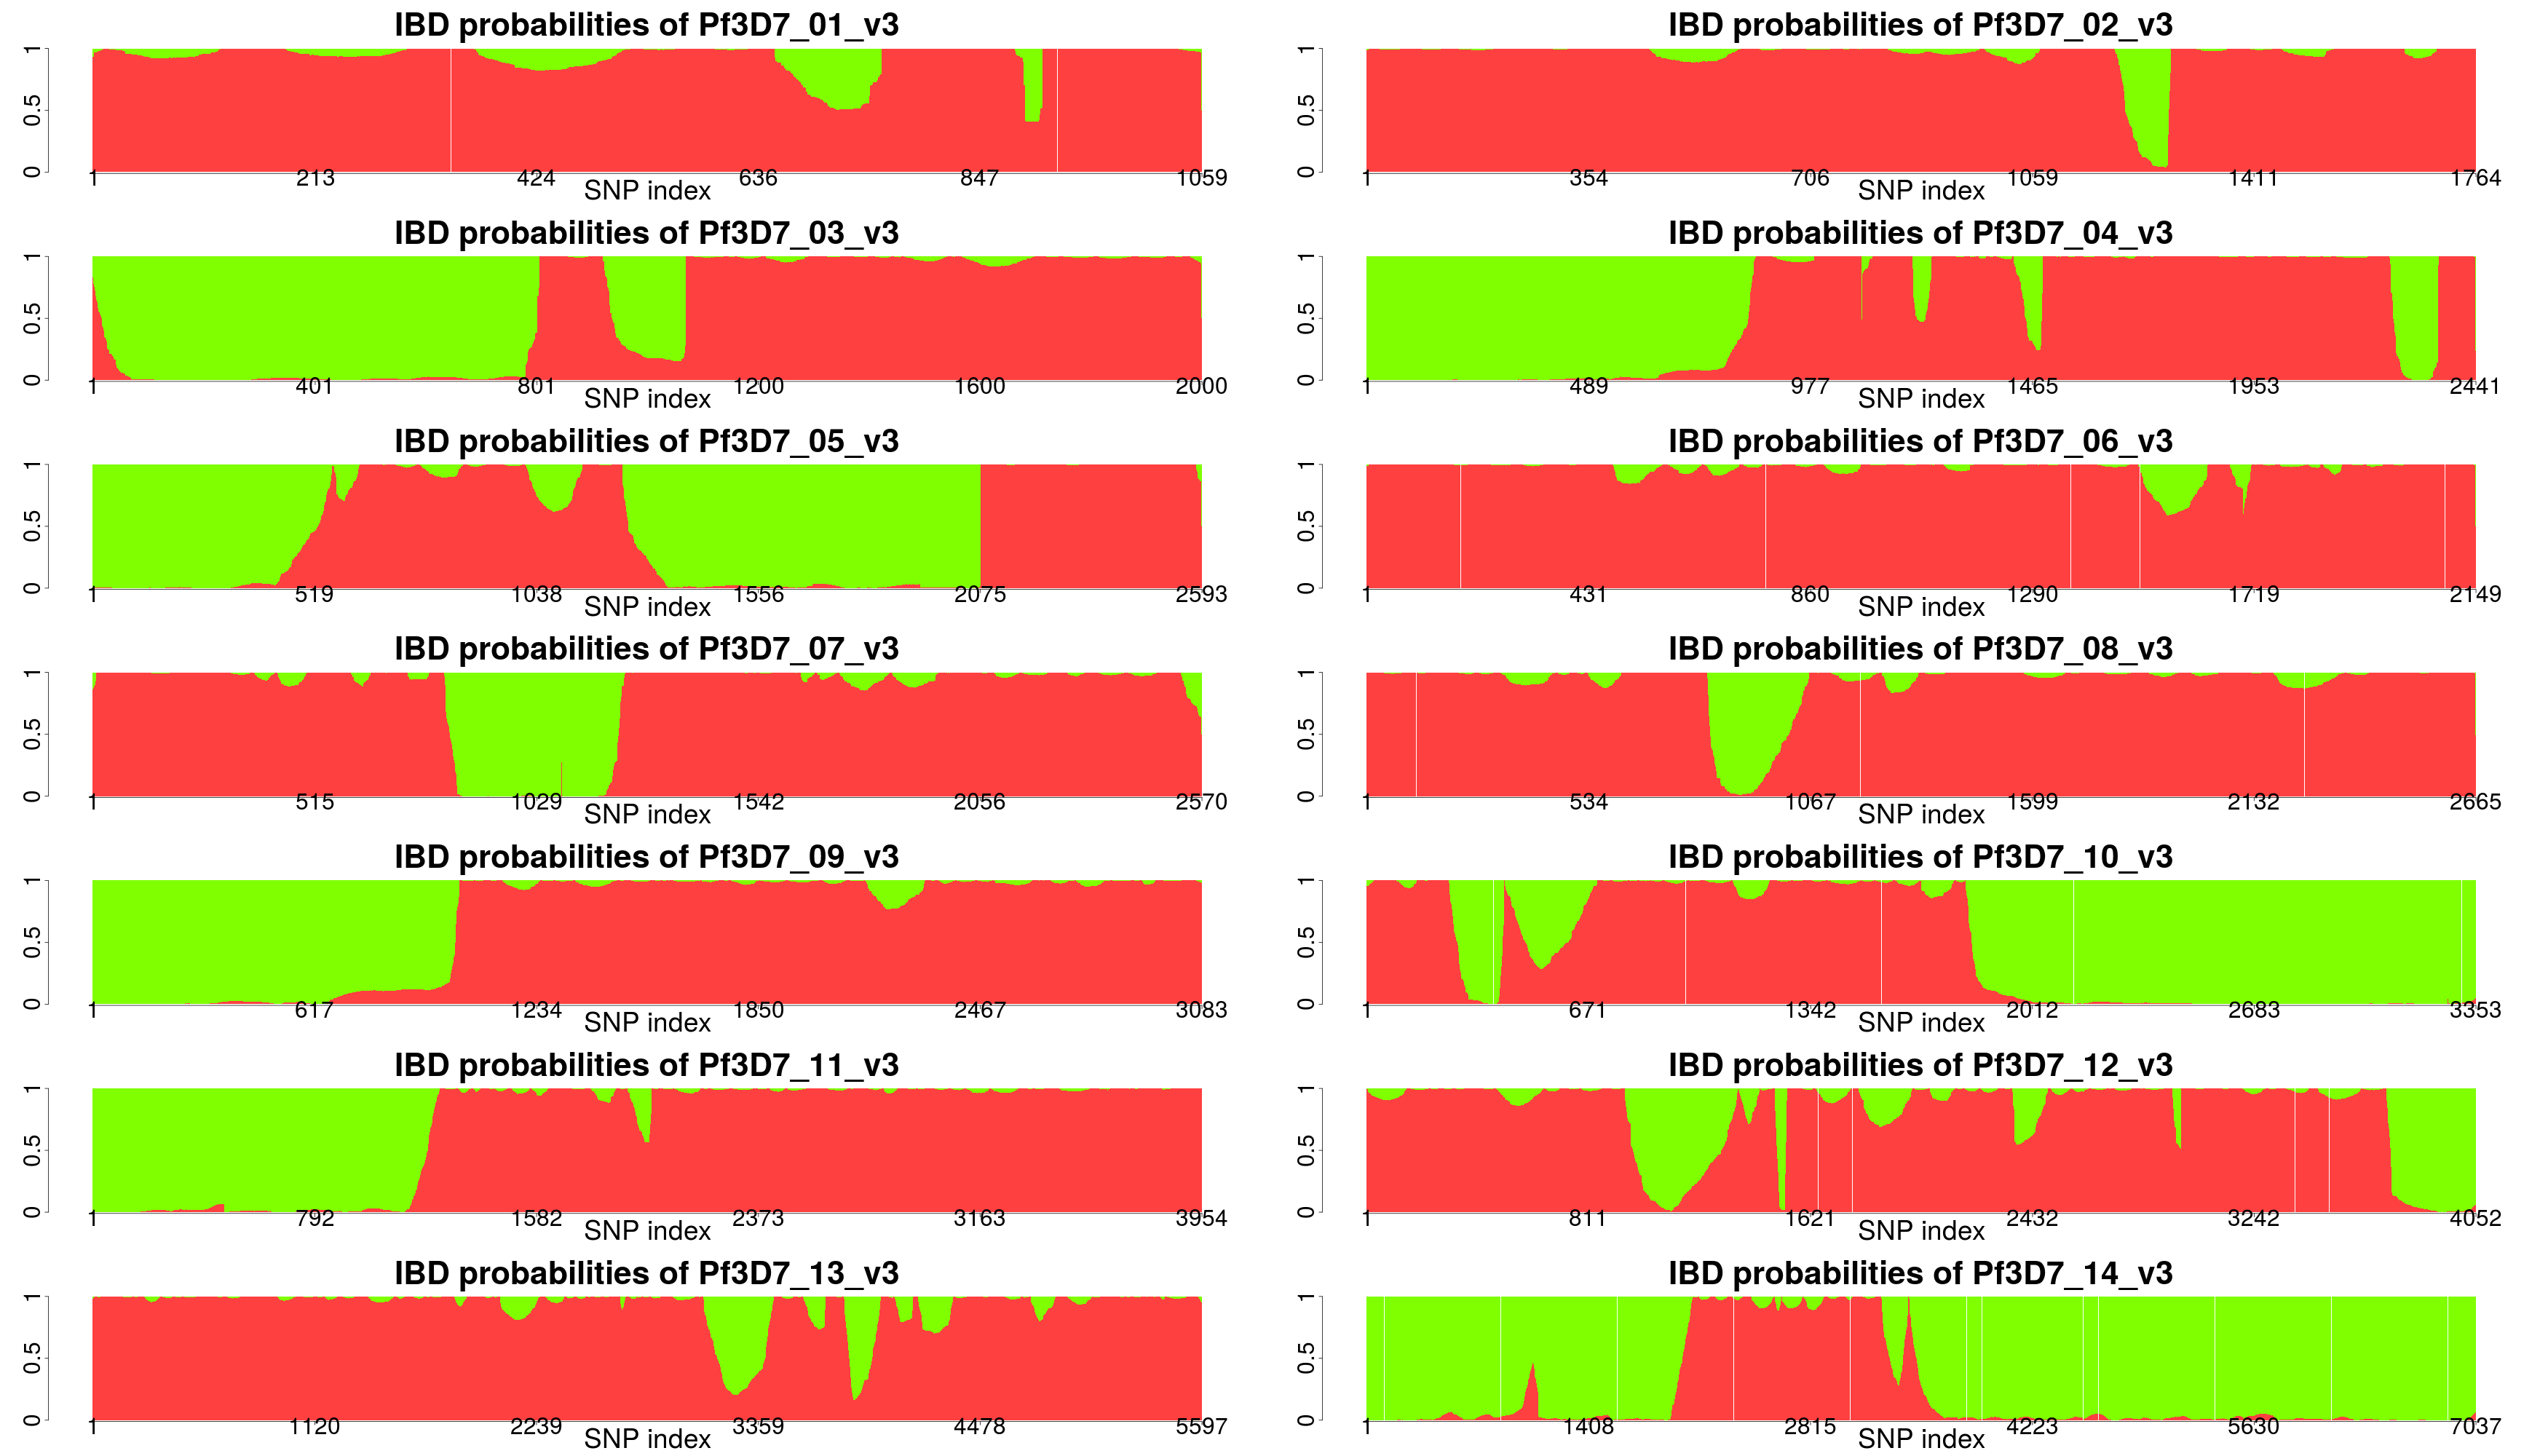 IBD probabilities of Pf3D7_01_v3
0 0.5 1
1 213 424 636 847 1059
SNP index
IBD probabilities of Pf3D7_02_v3
0 0.5 1
1 354 706 1059 1411 1764
SNP index
IBD probabilities of Pf3D7_03_v3
0 0.5 1
1 401 801 1200 1600 2000
SNP index
IBD probabilities of Pf3D7_04_v3
0 0.5 1
1 489 977 1465 1953 2441
SNP index
IBD probabilities of Pf3D7_05_v3
0 0.5 1
1 519 1038 1556 2075 2593
SNP index
IBD probabilities of Pf3D7_06_v3
0 0.5 1
1 431 860 1290 1719 2149
SNP index
IBD probabilities of Pf3D7_07_v3
0 0.5 1
1 515 1029 1542 2056 2570
SNP index
IBD probabilities of Pf3D7_08_v3
0 0.5 1
1 534 1067 1599 2132 2665
SNP index
IBD probabilities of Pf3D7_09_v3
0 0.5 1
1 617 1234 1850 2467 3083
SNP index
IBD probabilities of Pf3D7_10_v3
0 0.5 1
1 671 1342 2012 2683 3353
SNP index
IBD probabilities of Pf3D7_11_v3
0 0.5 1
1 792 1582 2373 3163 3954
SNP index
IBD probabilities of Pf3D7_12_v3
0 0.5 1
1 811 1621 2432 3242 4052
SNP index
IBD probabilities of Pf3D7_13_v3
0 0.5 1
1 1120 2239 3359 4478 5597
SNP index
IBD probabilities of Pf3D7_14_v3
0 0.5 1
1 1408 2815 4223 5630 7037
SNP index